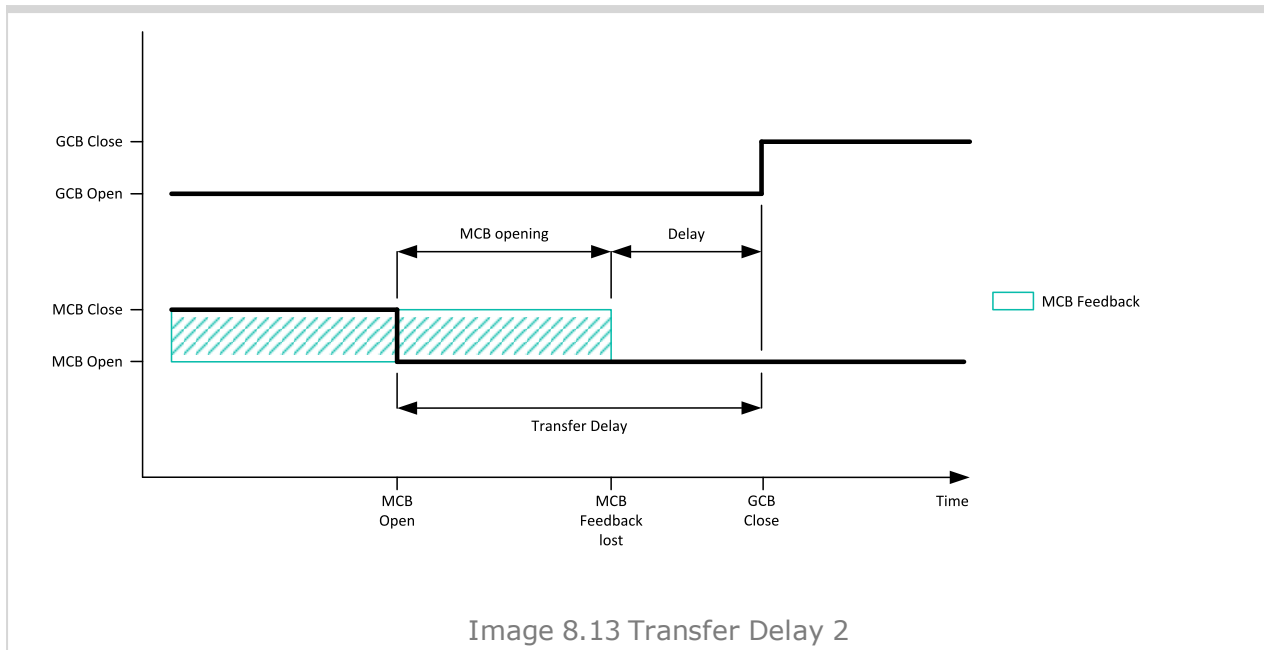 GCB Close
GCB Open
MCB opening
Delay
MCB Close
MCB Feedback
MCB Open
Transfer Delay
MCB
Open
MCB
Feedback
lost
GCB
Close
Time
Image 8.13 Transfer Delay 2